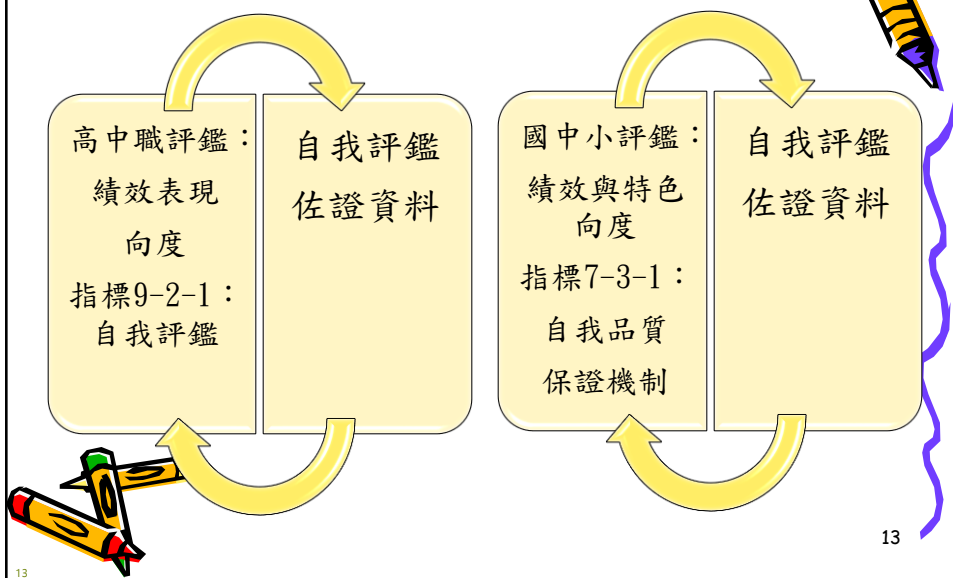 高中職評鑑：
績效表現
向度
指標9-2-1：
自我評鑑
自我評鑑
佐證資料
國中小評鑑：
績效與特色
向度
指標7-3-1：
自我品質
保證機制
自我評鑑
佐證資料
13
13